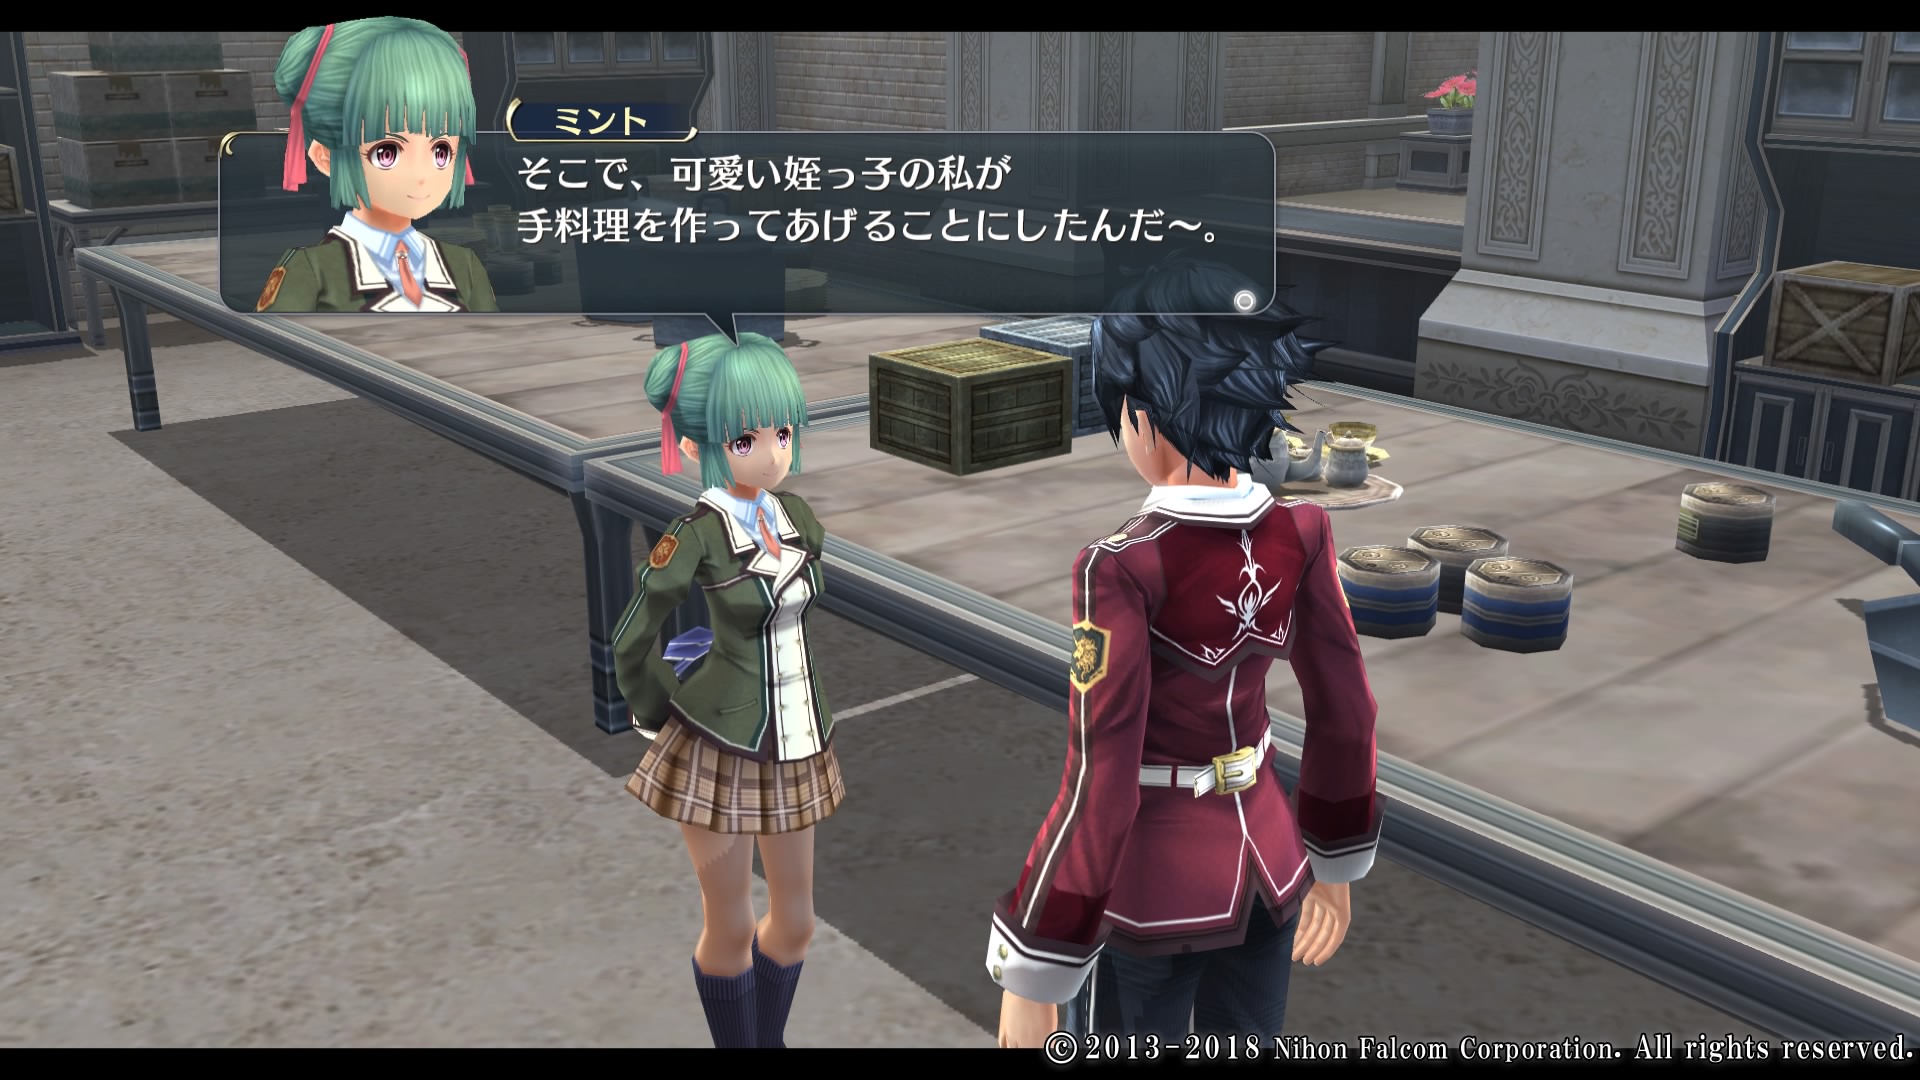 ミント
そこで、可愛い姪っ子の私が
手料理を作ってあげることにしたんだ～。
©2013-2018 Nihon Falcom Corporation. All rights reserved.